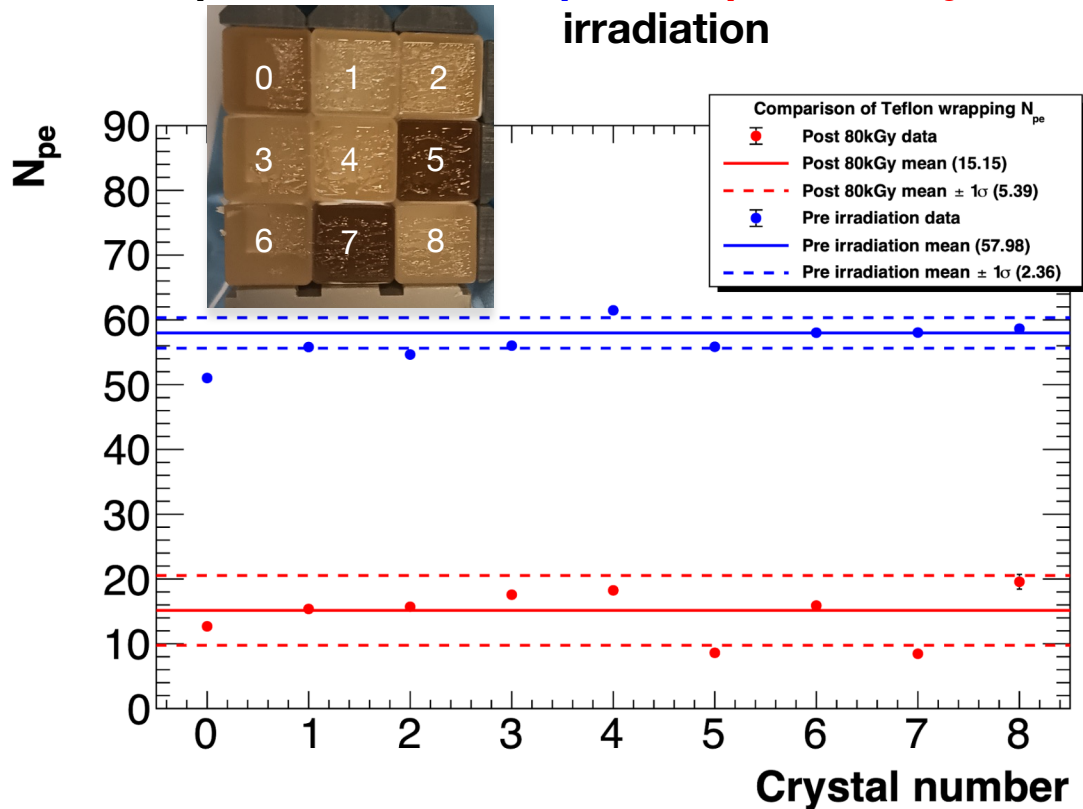 irradiation
0 1 2
3 4 5
6 7 8
Comparison of Teflon wrapping Npe
Post 80kGy data
Post 80kGy mean (15.15)
Post 80kGy mean ± 1σ (5.39)
Pre irradiation data
Pre irradiation mean (57.98)
Pre irradiation mean ± 1σ (2.36)
Npe
90
80
70
60
50
40
30
20
10
0
0 1 2 3 4 5 6 7 8
Crystal number